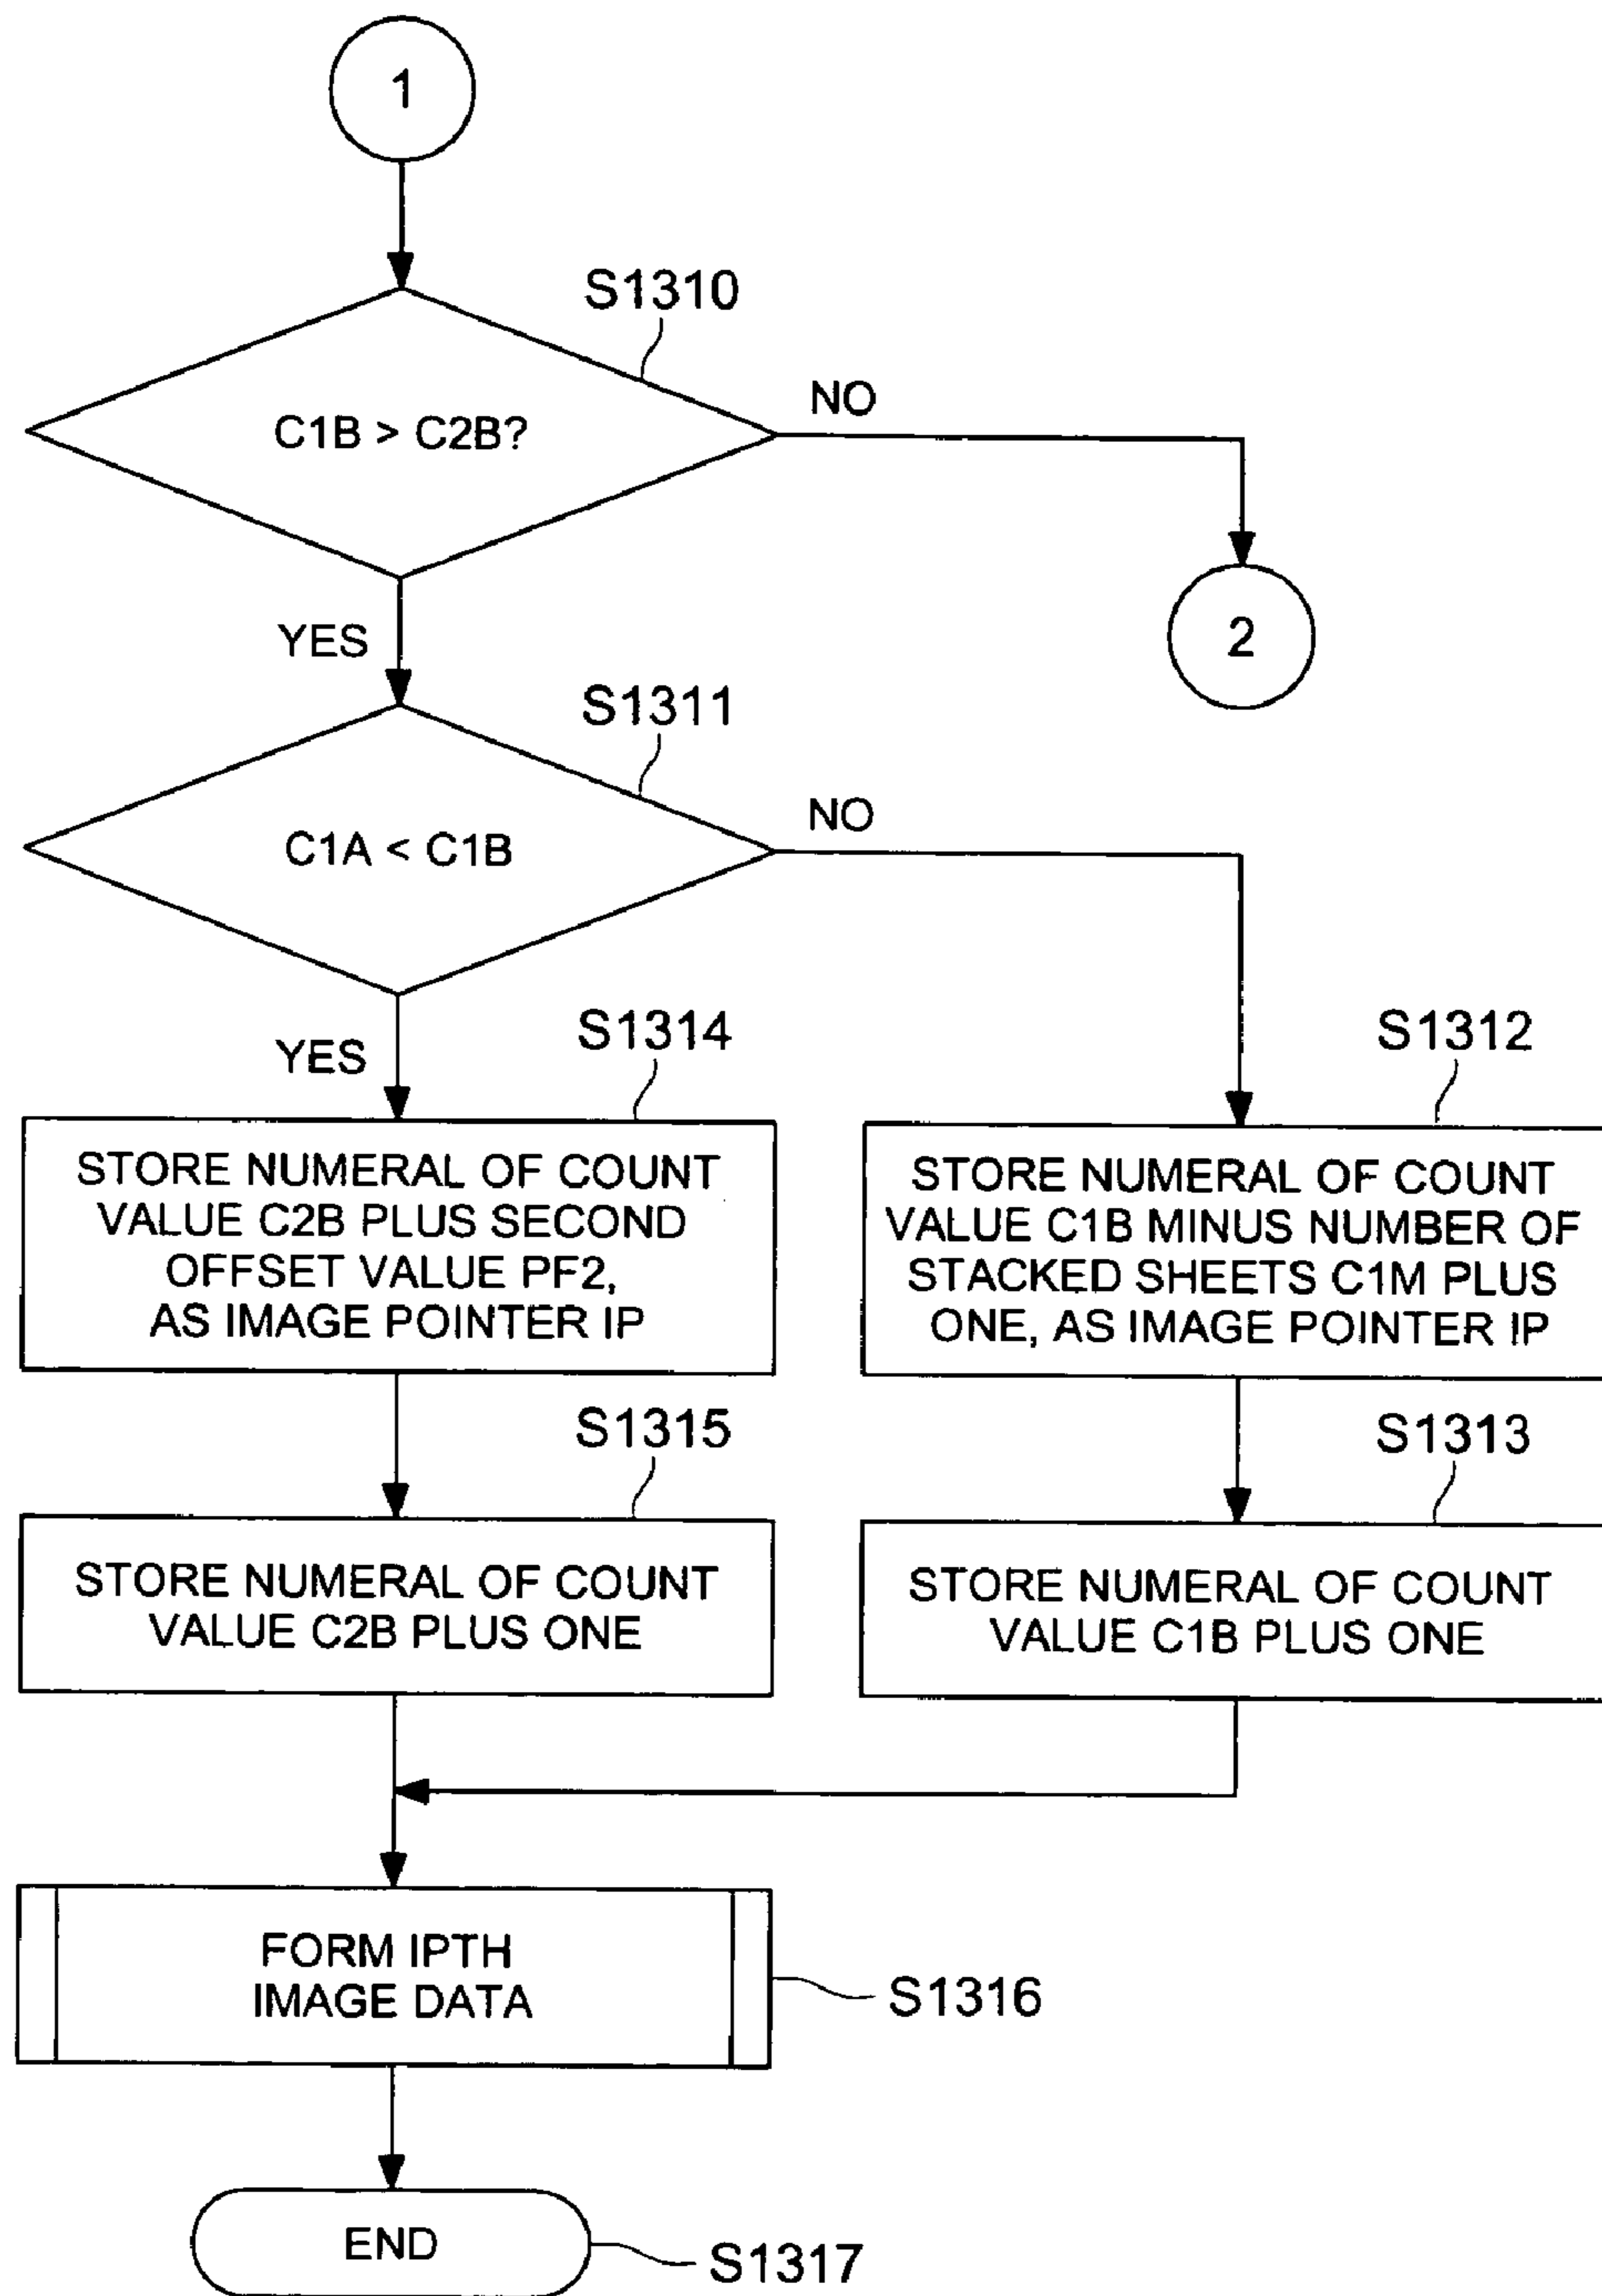 1
S1310
C1B > C2B?
NO
YES
2
S1311
C1A < C1B
NO
YES
S1314
S1312
STORE NUMERAL OF COUNT
VALUE C2B PLUS SECOND
OFFSET VALUE PF2,
AS IMAGE POINTER IP
STORE NUMERAL OF COUNT
VALUE C1B MINUS NUMBER OF
STACKED SHEETS C1M PLUS
ONE, AS IMAGE POINTER IP
S1315
S1313
STORE NUMERAL OF COUNT
VALUE C2B PLUS ONE
STORE NUMERAL OF COUNT
VALUE C1B PLUS ONE
FORM IPTH
IMAGE DATA
S1316
END
S1317